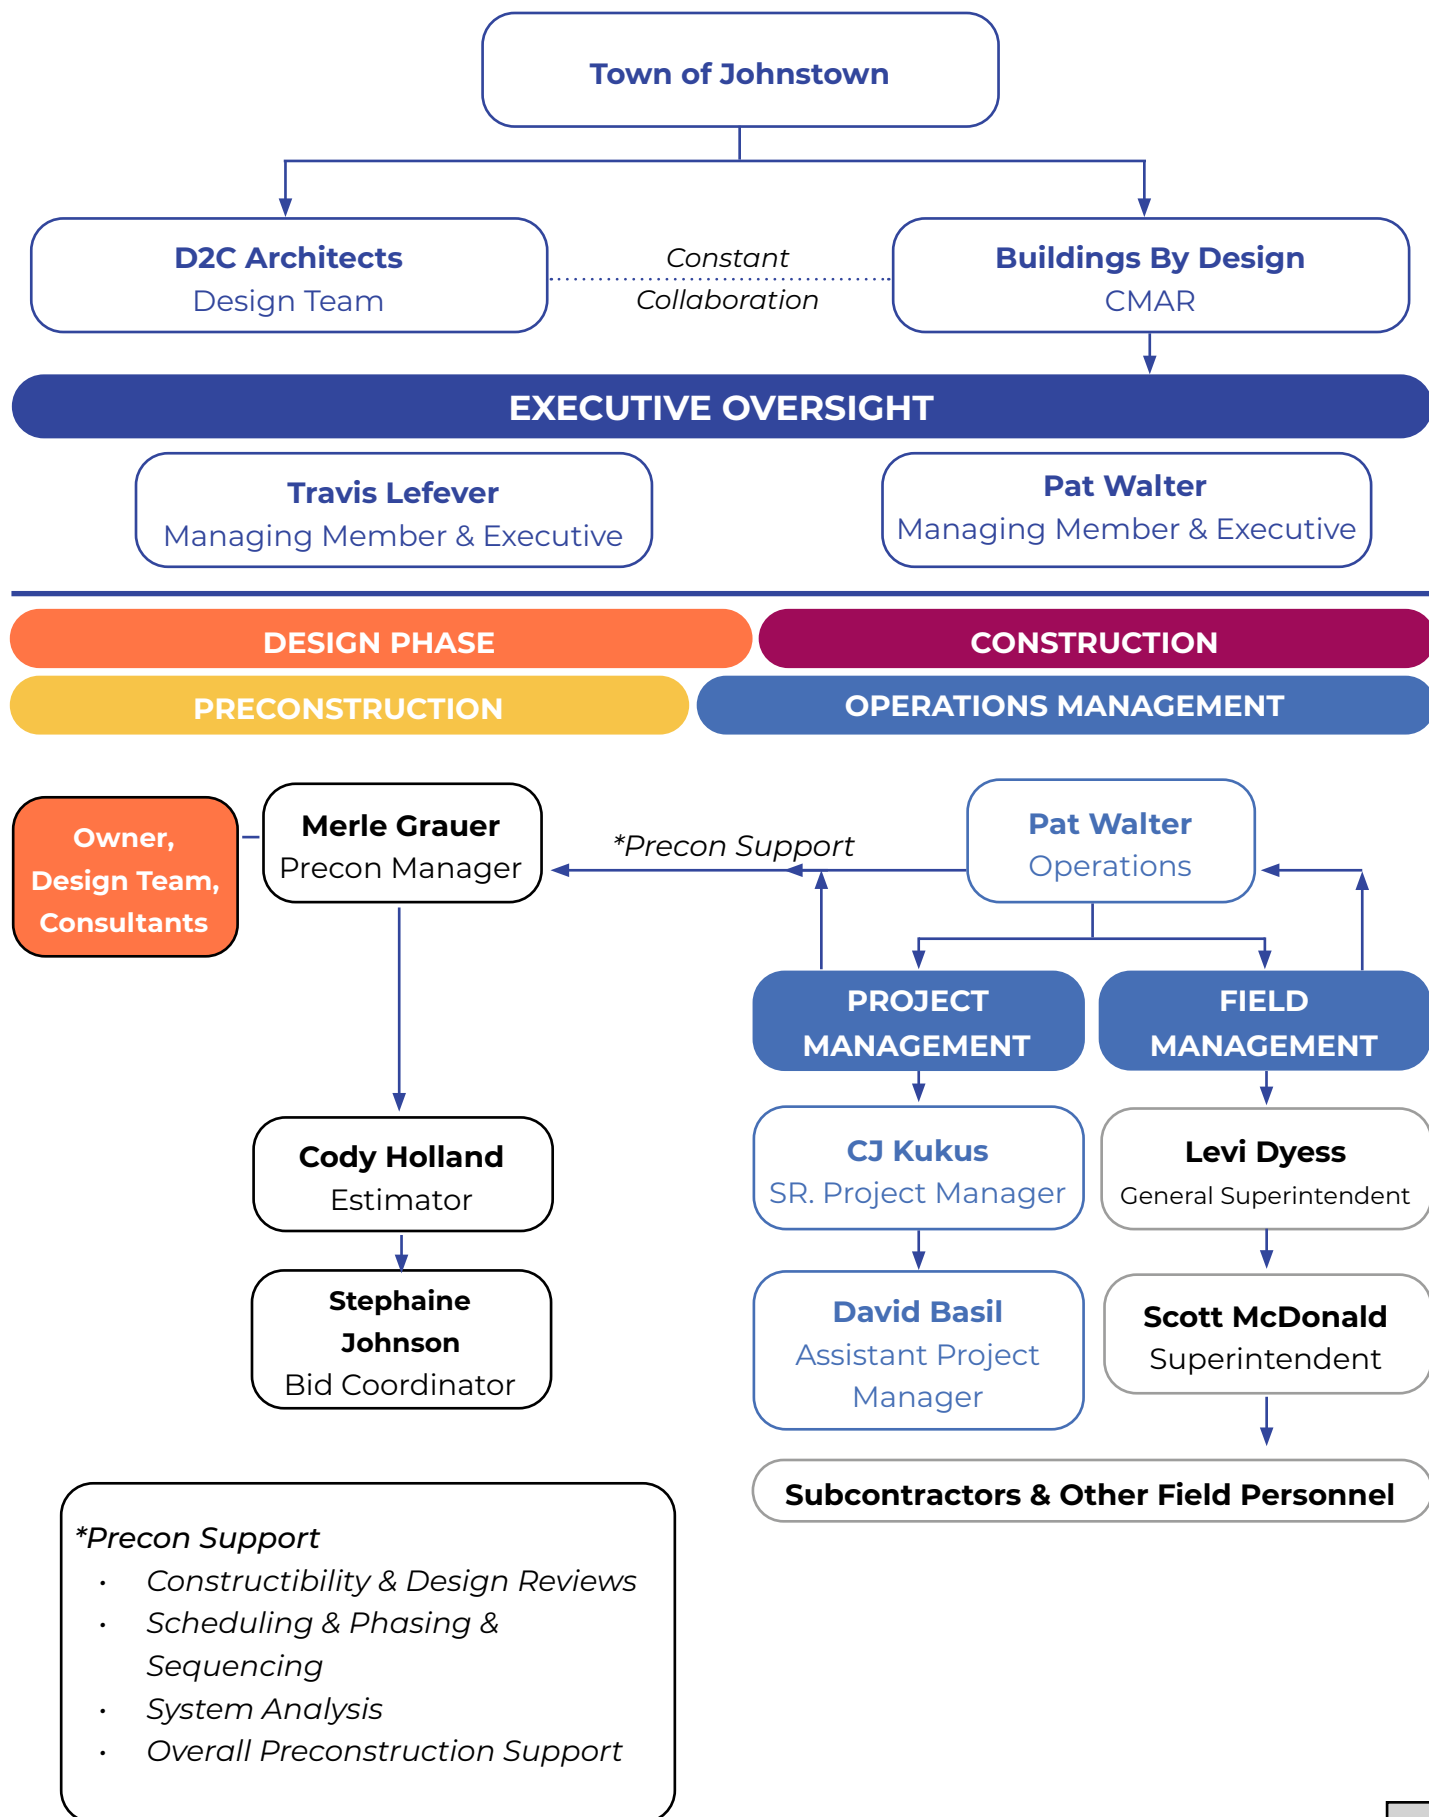 Town of Johnstown
D2C Architects
Design Team
Constant
Collaboration
Buildings By Design
CMAR
EXECUTIVE OVERSIGHT
Travis Lefever
Managing Member & Executive
Pat Walter
Managing Member & Executive
DESIGN PHASE
CONSTRUCTION
PRECONSTRUCTION
OPERATIONS MANAGEMENT
Owner,
Design Team,
Consultants
Merle Grauer
Precon Manager
*Precon Support
Pat Walter
Operations
PROJECT
MANAGEMENT
FIELD
MANAGEMENT
Cody Holland
Estimator
CJ Kukus
SR. Project Manager
Levi Dyess
General Superintendent
Stephaine
Johnson
Bid Coordinator
David Basil
Assistant Project
Manager
Scott McDonald
Superintendent
Subcontractors & Other Field Personnel
*Precon Support
· Constructibility & Design Reviews
· Scheduling & Phasing &
Sequencing
· System Analysis
· Overall Preconstruction Support